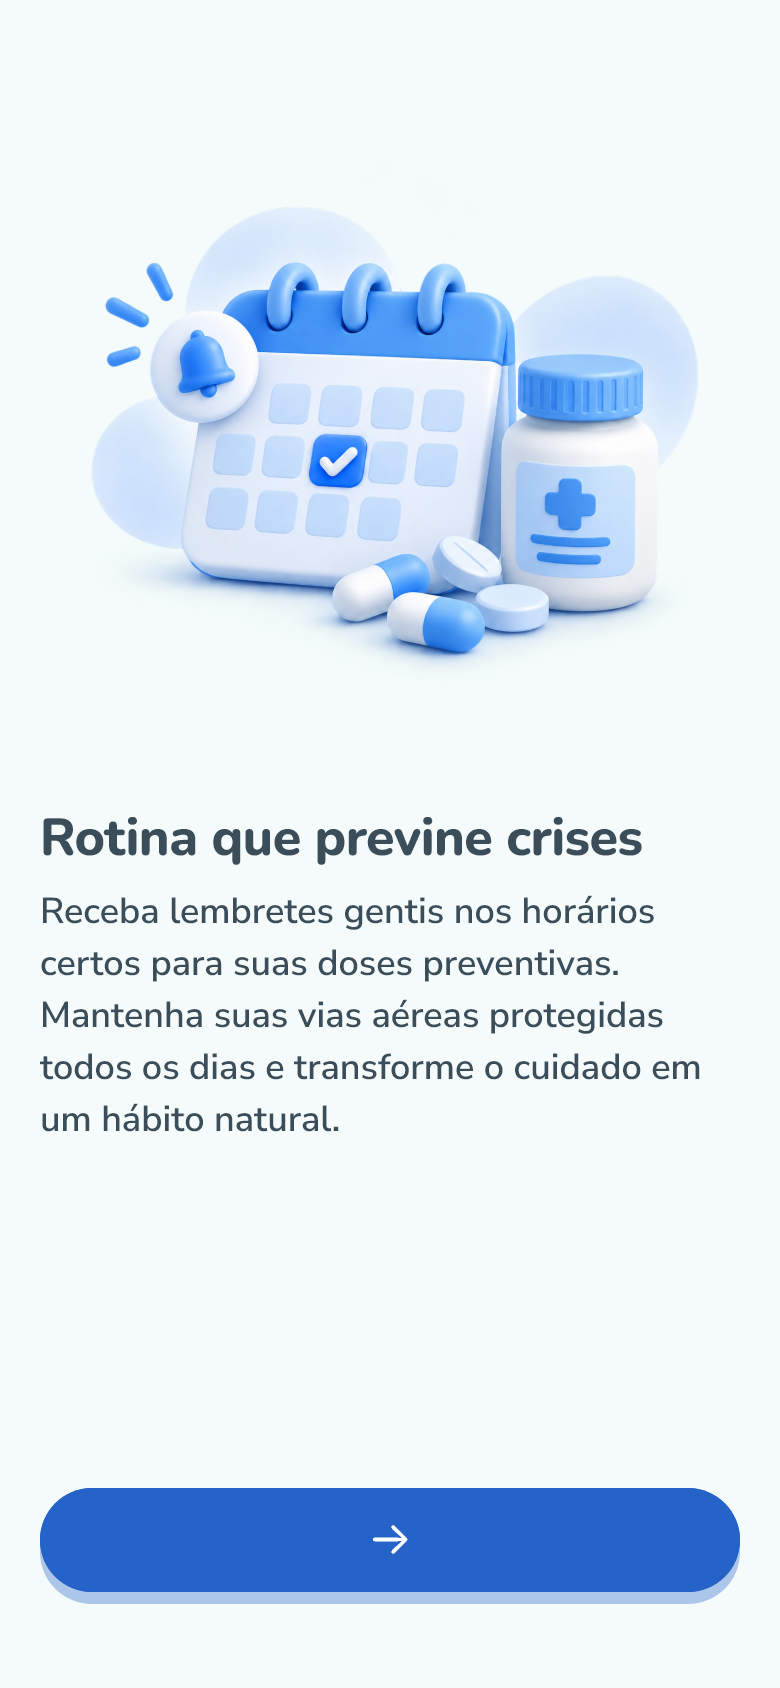 Rotina que previne crises
Receba lembretes gentis nos horários
certos para suas doses preventivas.
Mantenha suas vias aéreas protegidas
todos os dias e transforme o cuidado em
um hábito natural.